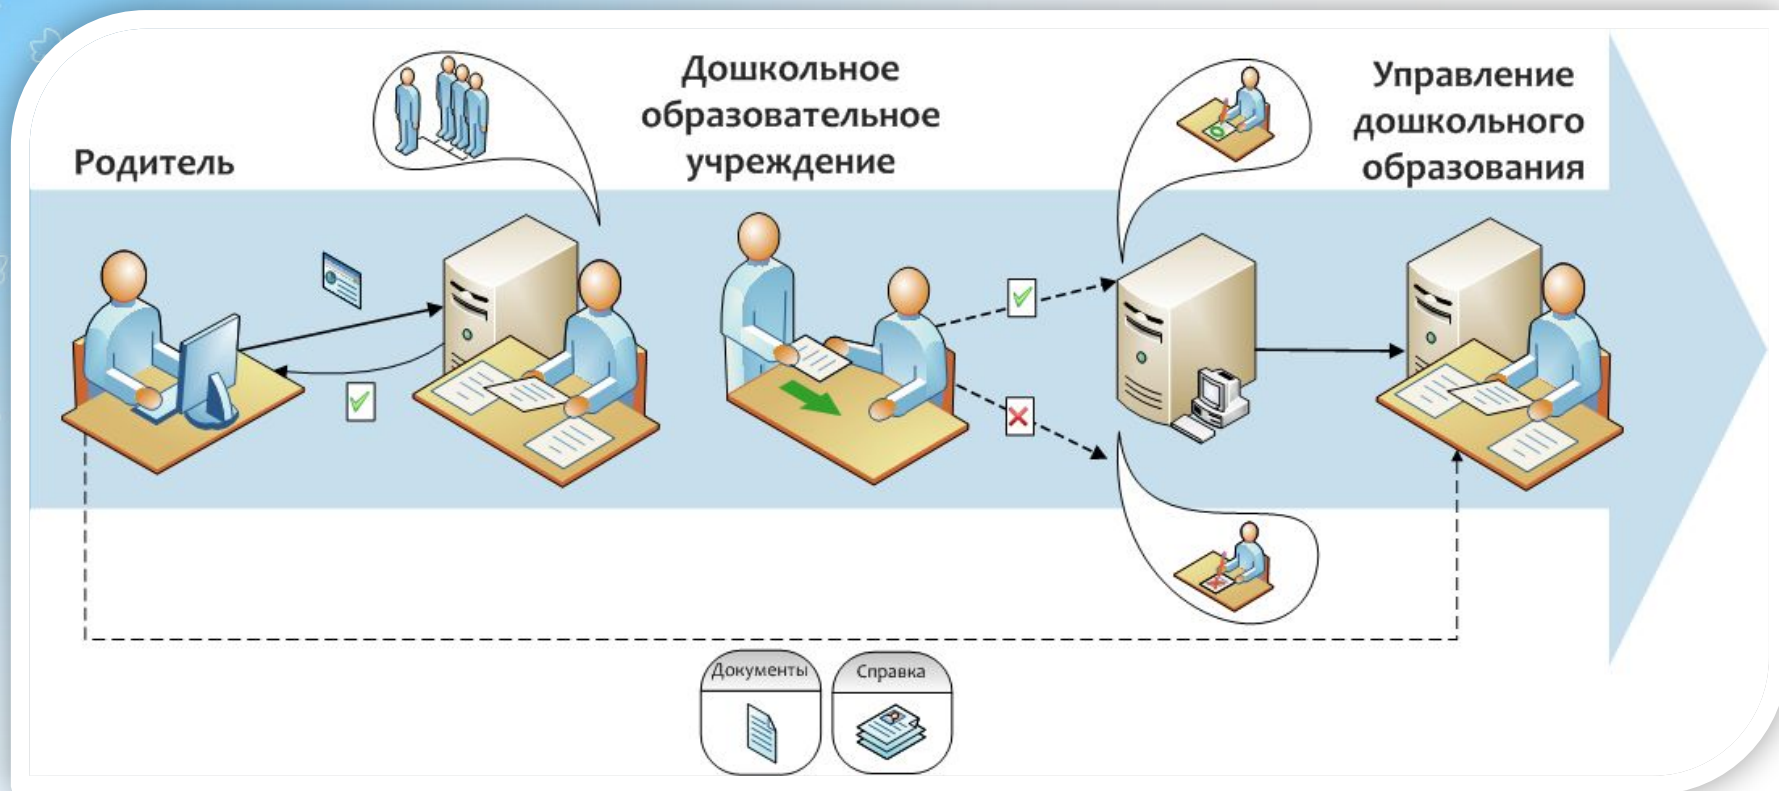 Родитель
Дошкольное
образовательное
учреждение
Управление
дошкольного
образования
Документы
Справка